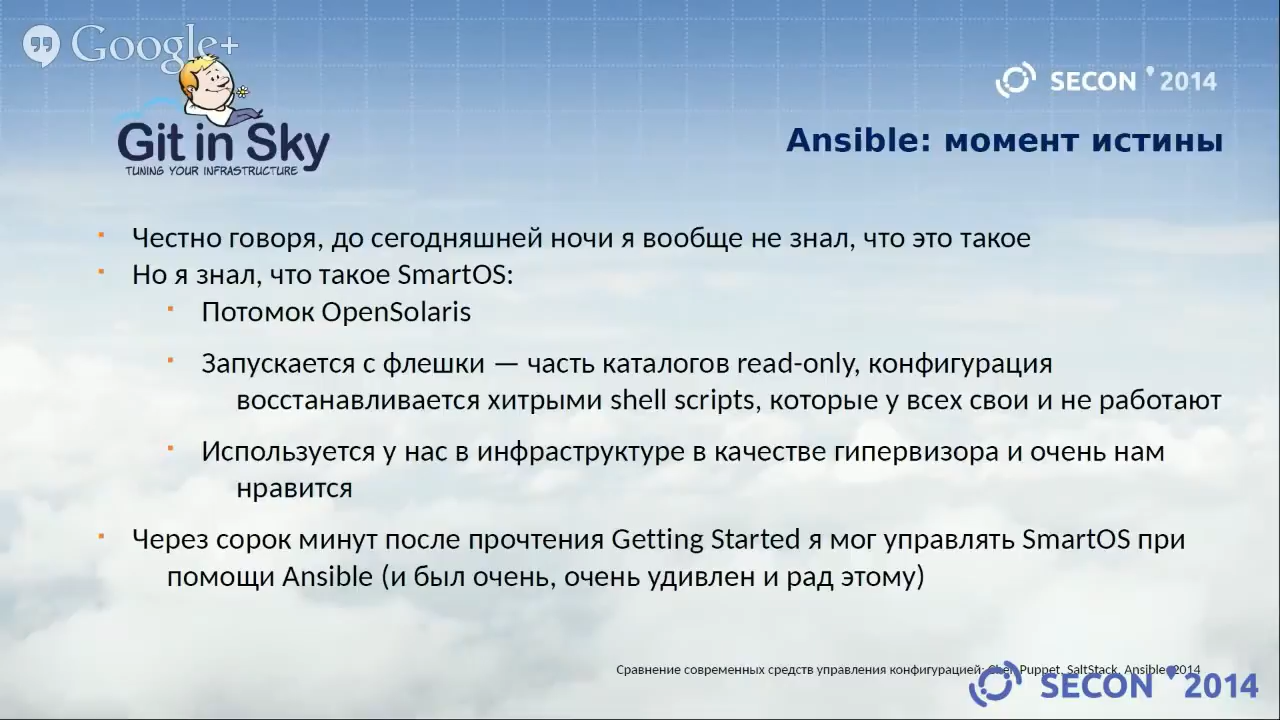 Google+
SECON 2014
Git in Sky
TUNING YOUR INFRASTRUCTURE
Ansible: момент истины
Честно говоря, до сегодняшней ночи я вообще не знал, что это такое
Но я знал, что такое SmartOS:
Потомок OpenSolaris
Запускается с флешки — часть каталогов read-only, конфигурация
восстанавливается хитрыми shell scripts, которые у всех свои и не работают
Используется у нас в инфраструктуре в качестве гипервизора и очень нам
нравится
Через сорок минут после прочтения Getting Started я мог управлять SmartOS при
помощи Ansible (и был очень, очень удивлен и рад этому)
Сравнение современных средств управления конфигурацией: Chef, Puppet, SaltStack, Ansible, 2014
SECON 2014